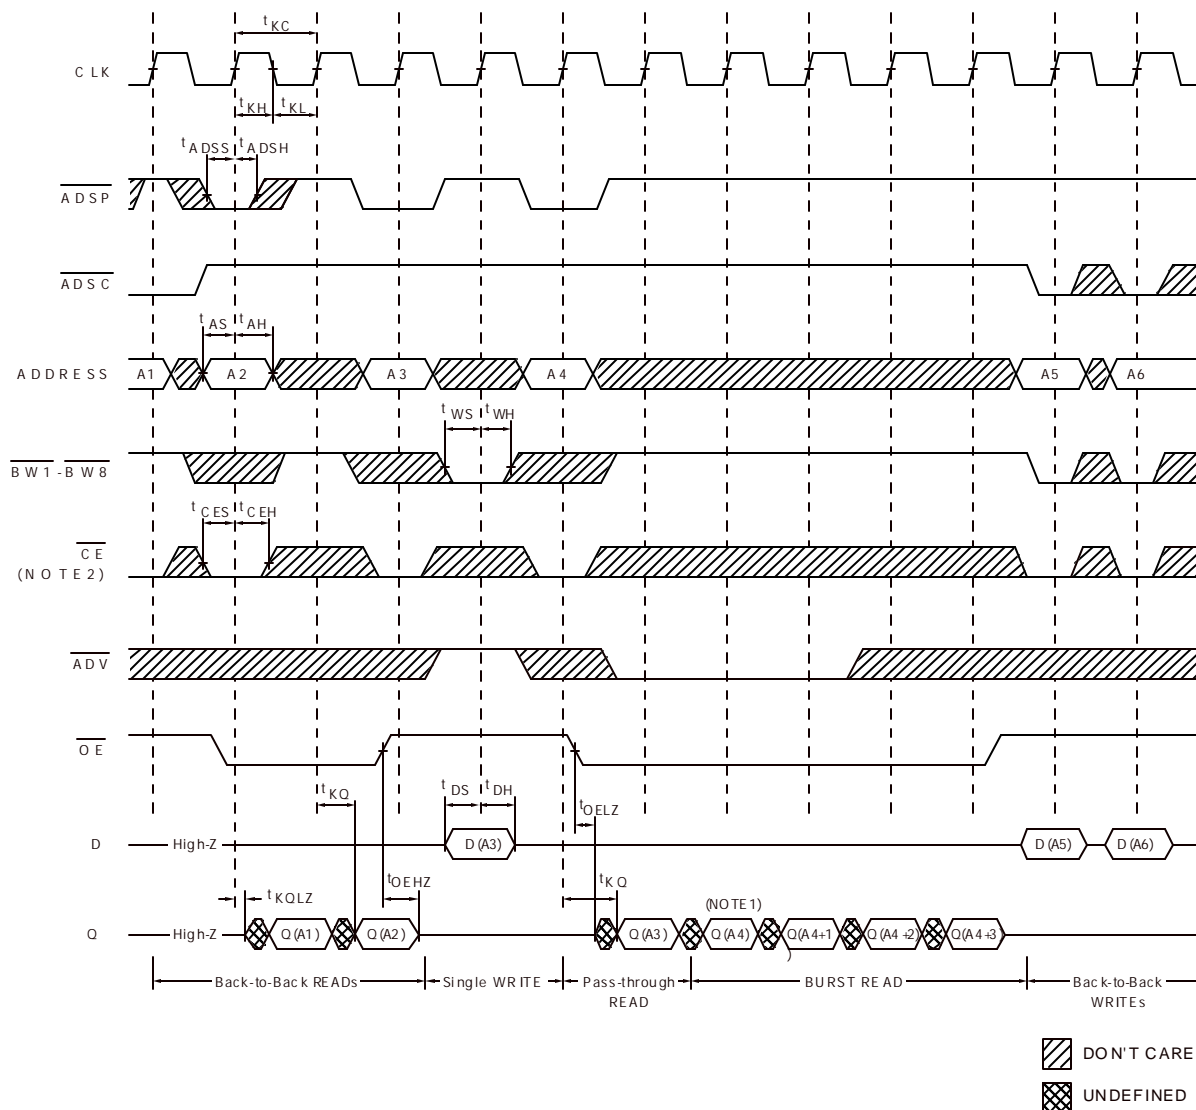 tKC
CLK
tKH tKL
tADSS tADSH
ADSP
ADSC
tAS tAH
ADDRESS A1 A2 A3 A4 A5 A6
tWS tWH
BW1-BW8
tCES tCEH
CE
(NOTE2)
ADV
OE
tKQ tDS tDH
tOELZ
D High-Z D(A3) D(A5) D(A6)
tKQLZ tOEHZ tKQ
(NOTE1)
Q High-Z Q(A1) Q(A2) Q(A3) Q(A4) Q(A4+1) Q(A4+2) Q(A4+3)
Back-to-Back READs Single WRITE Pass-through BURST READ Back-to-Back
READ WRITEs
DON'T CARE
UNDEFINED